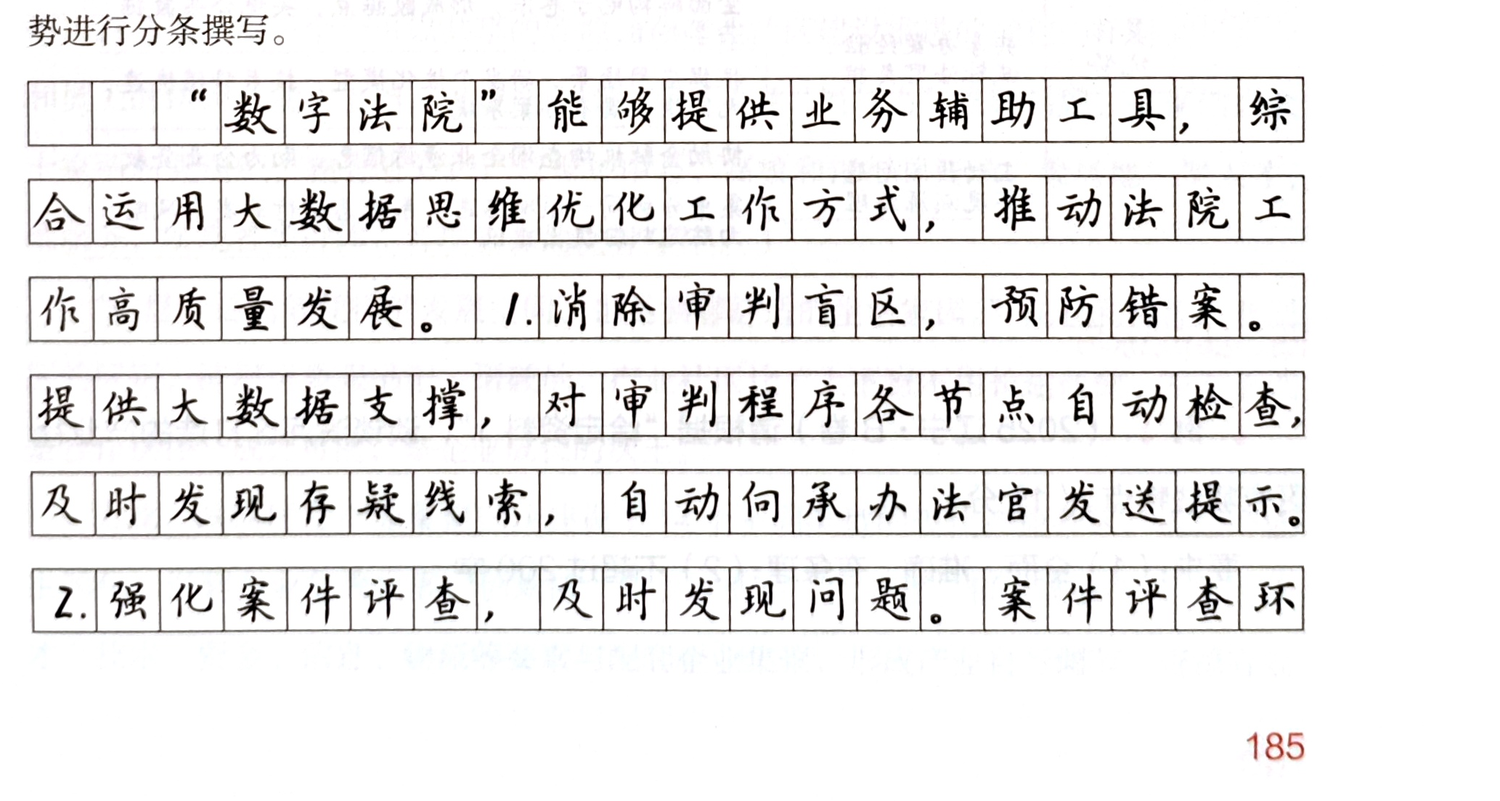 势进行分条撰写。
“数字法院”能够提供业务辅助工具，综
合运用大数据思维优化工作方式，推动法院工
作高质量发展。1.消除审判盲区，预防错案。
提供大数据支撑，对审判程序各节点自动检查，
及时发现存疑线索，自动向承办法官发送提示。
2.强化案件评查，及时发现问题。案件评查环
185